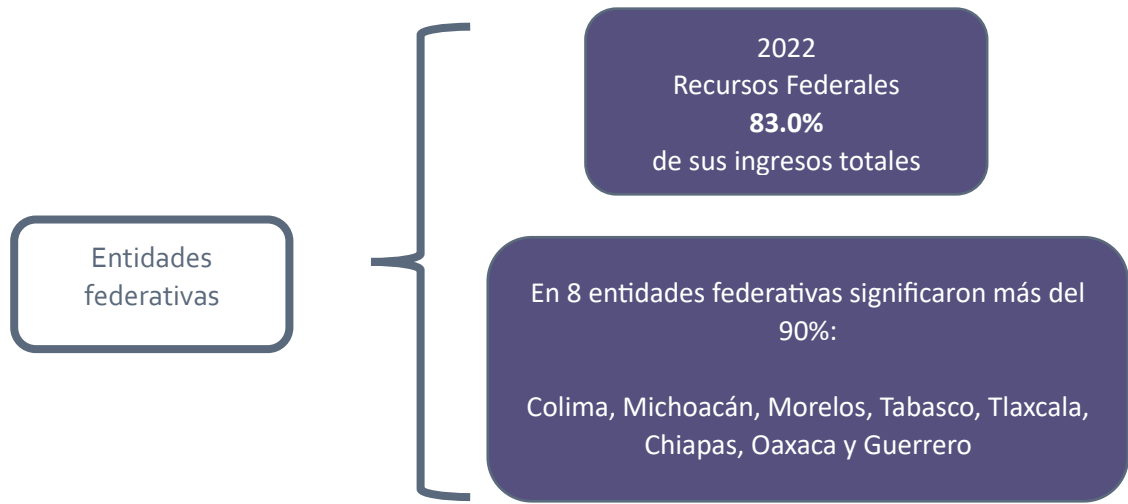 Entidades
federativas
2022
Recursos Federales
83.0%
de sus ingresos totales
En 8 entidades federativas significaron más del
90%:
Colima, Michoacán, Morelos, Tabasco, Tlaxcala,
Chiapas, Oaxaca y Guerrero